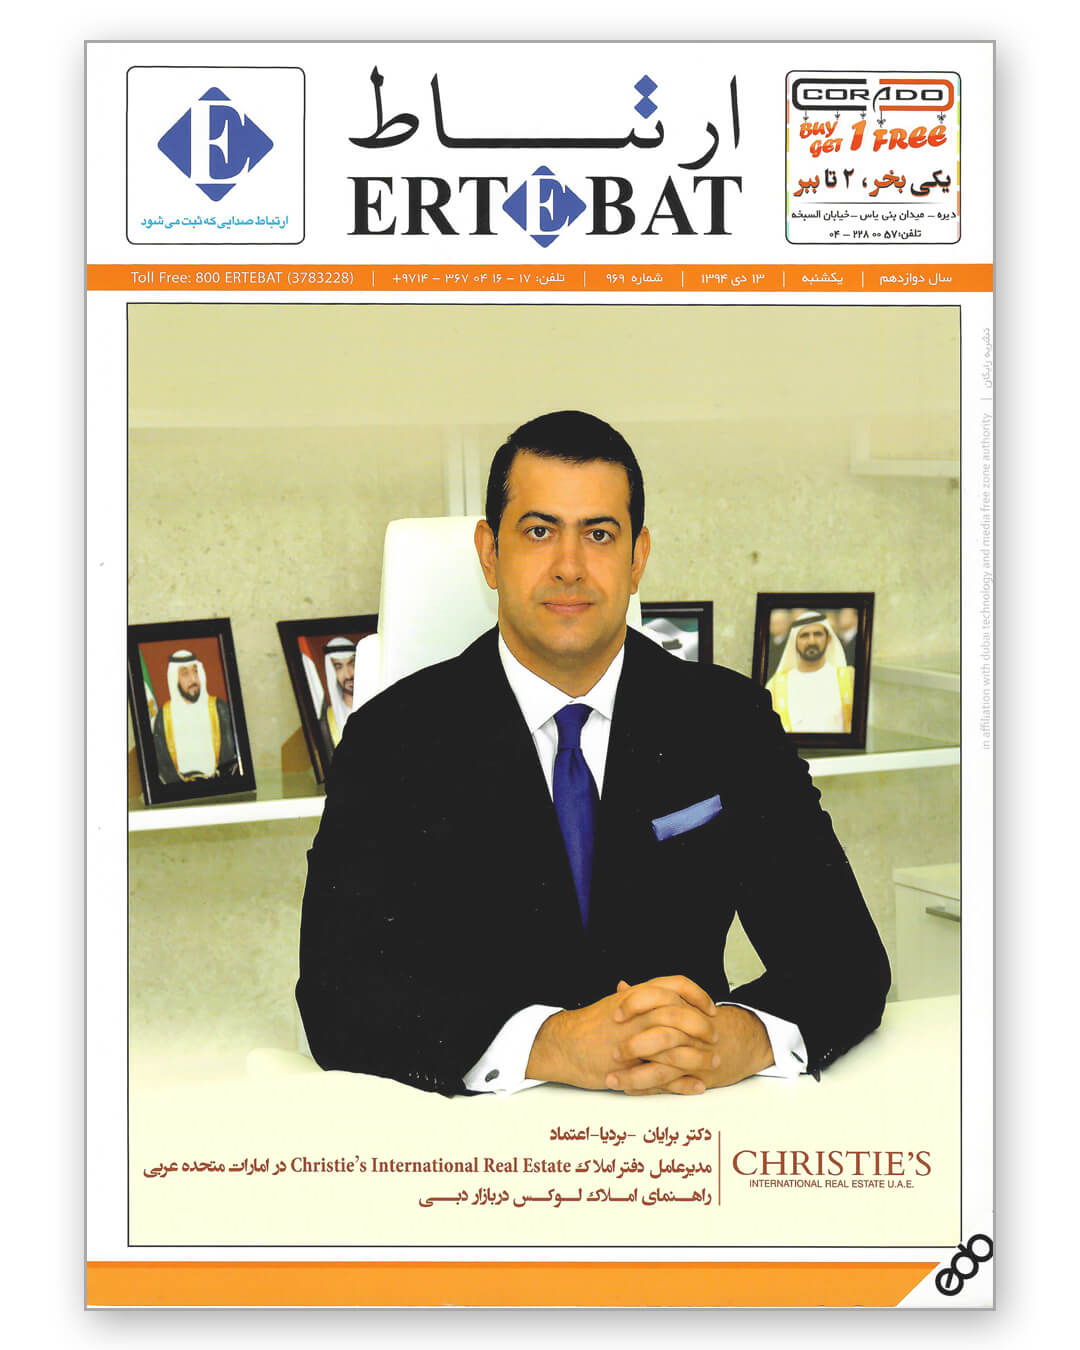 E
ارتباط صدایی که ثبت می شود
ارتباط
ERTEBAT
CORADO
BUY 1 FREE
GET
یکی بخر، ۲ تا ببر
دیره – میدان بنی یاس – خیابان السبخه
تلفن: ۵۷ ۰۰ ۲۲۸ – ۰۴
سال دوازدهم | یکشنبه | ۱۳ دی ۱۳۹۴ | شماره ۹۶۹ | تلفن: ۱۷ – ۱۶ ۰۴ ۳۶۷ – ۹۷۱۴+ | Toll Free: 800 ERTEBAT (3783228)
in affiliation with dubai technology and media free zone authority | نشریه رایگان
دکتر برایان -بردیا-اعتماد
مدیرعامل دفتر املاک Christie's International Real Estate در امارات متحده عربی
راهنمای املاک لوکس دربازار دبی
CHRISTIE'S
INTERNATIONAL REAL ESTATE U.A.E.
edb